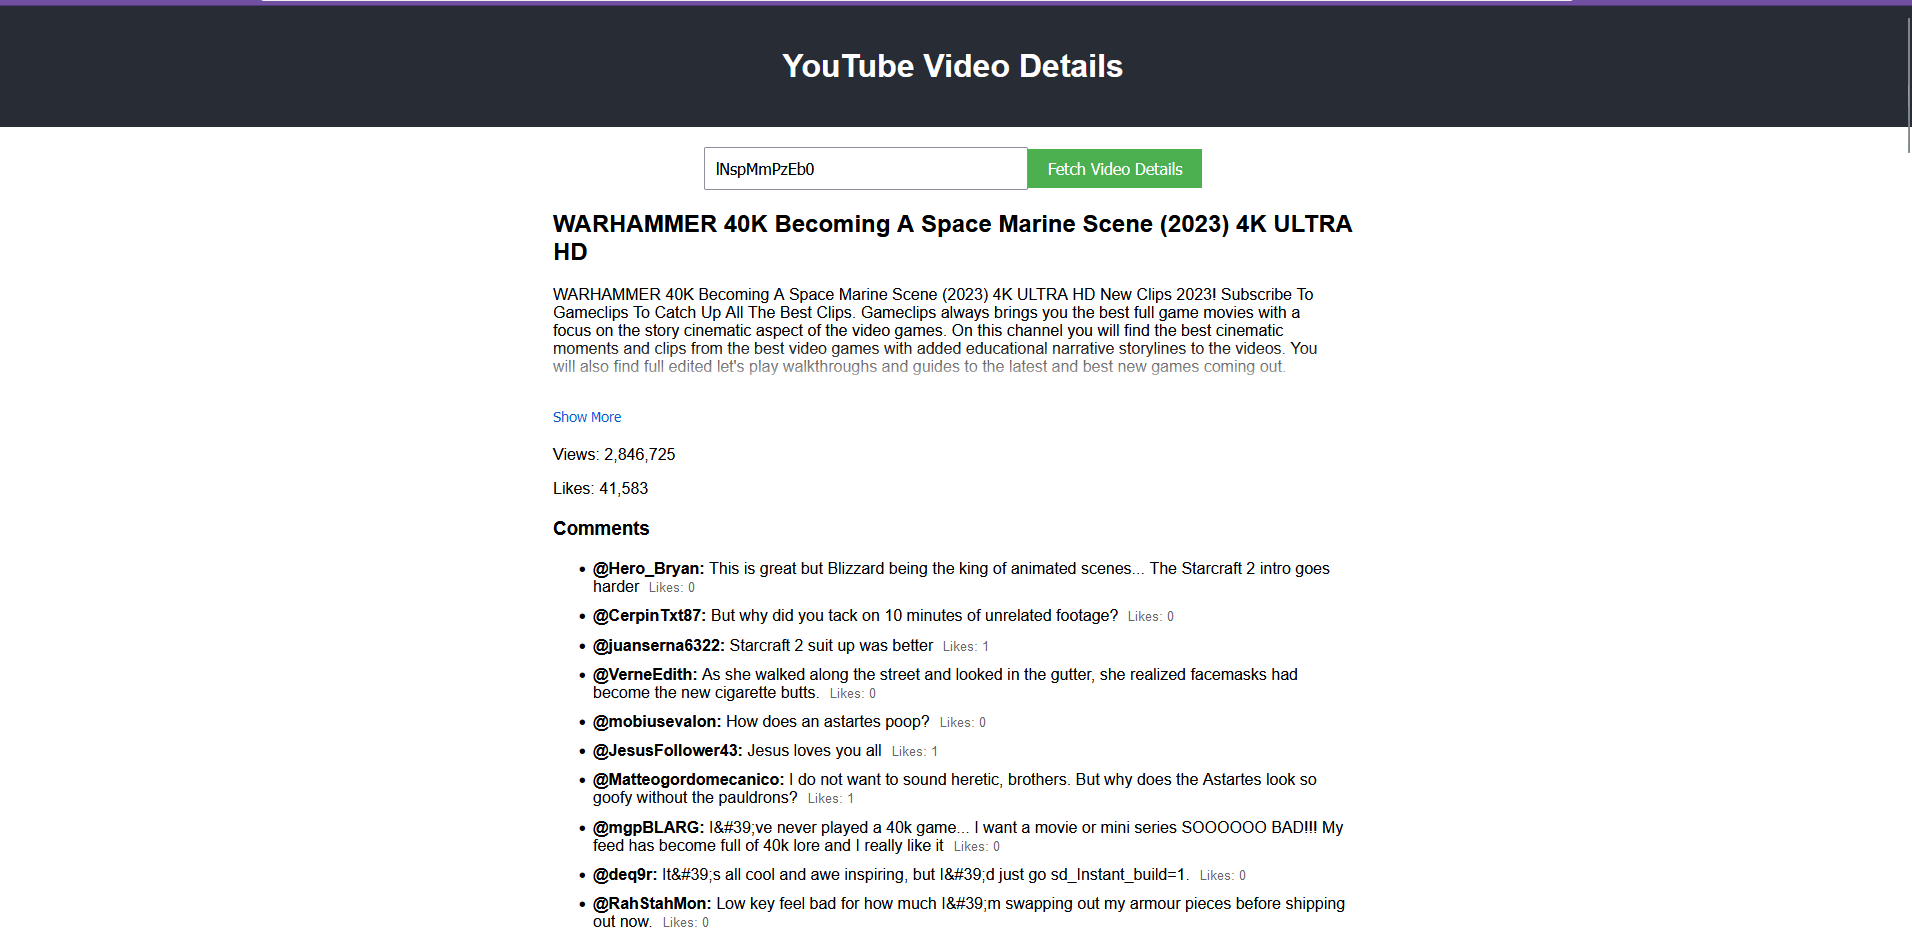 YouTube Video Details
lNspMmPzEb0
Fetch Video Details
WARHAMMER 40K Becoming A Space Marine Scene (2023) 4K ULTRA
HD
WARHAMMER 40K Becoming A Space Marine Scene (2023) 4K ULTRA HD New Clips 2023! Subscribe To
Gameclips To Catch Up All The Best Clips. Gameclips always brings you the best full game movies with a
focus on the story cinematic aspect of the video games. On this channel you will find the best cinematic
moments and clips from the best video games with added educational narrative storylines to the videos. You
will also find full edited let's play walkthroughs and guides to the latest and best new games coming out.
Show More
Views: 2,846,725
Likes: 41,583
Comments
• @Hero_Bryan: This is great but Blizzard being the king of animated scenes... The Starcraft 2 intro goes
harder Likes: 0
• @CerpinTxt87: But why did you tack on 10 minutes of unrelated footage? Likes: 0
• @juanserna6322: Starcraft 2 suit up was better Likes: 1
• @VerneEdith: As she walked along the street and looked in the gutter, she realized facemasks had
become the new cigarette butts. Likes: 0
• @mobiusevalon: How does an astartes poop? Likes: 0
• @JesusFollower43: Jesus loves you all Likes: 1
• @Matteogordomecanico: I do not want to sound heretic, brothers. But why does the Astartes look so
goofy without the pauldrons? Likes: 1
• @mgpBLARG: I&#39;ve never played a 40k game... I want a movie or mini series SOOOOOO BAD!!! My
feed has become full of 40k lore and I really like it Likes: 0
• @deq9r: It&#39;s all cool and awe inspiring, but I&#39;d just go sd_Instant_build=1. Likes: 0
• @RahStahMon: Low key feel bad for how much I&#39;m swapping out my armour pieces before shipping
out now. Likes: 0